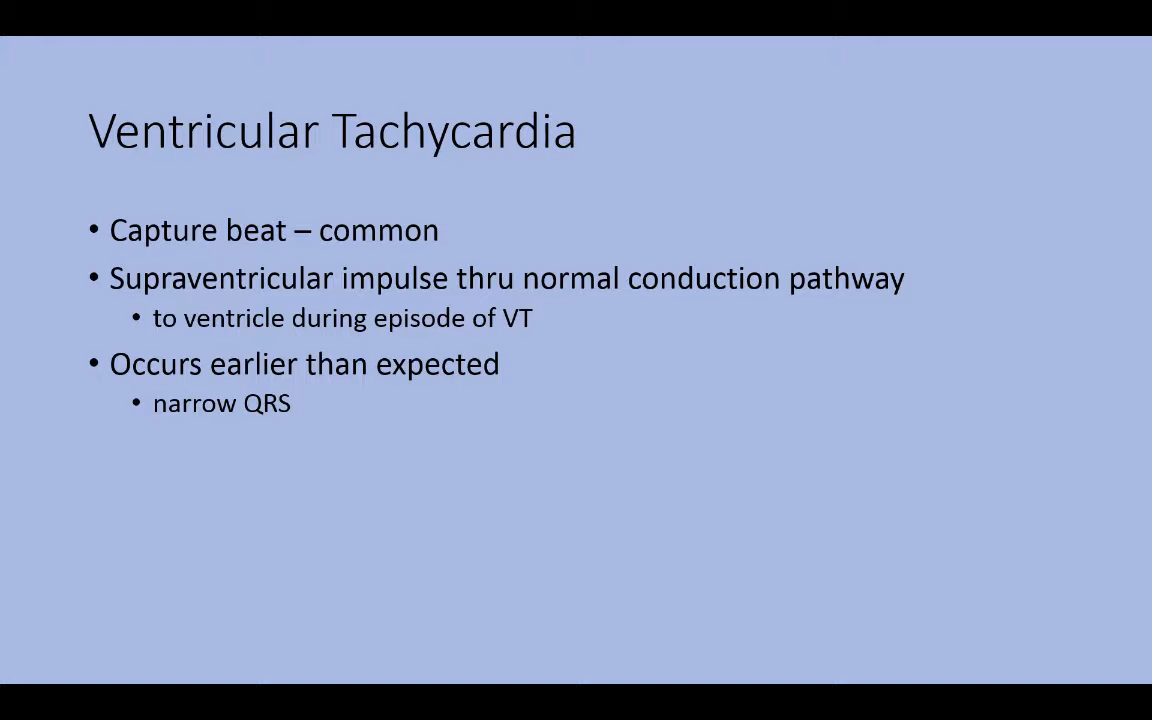 Ventricular Tachycardia
• Capture beat – common
• Supraventricular impulse thru normal conduction pathway
• to ventricle during episode of VT
• Occurs earlier than expected
• narrow QRS